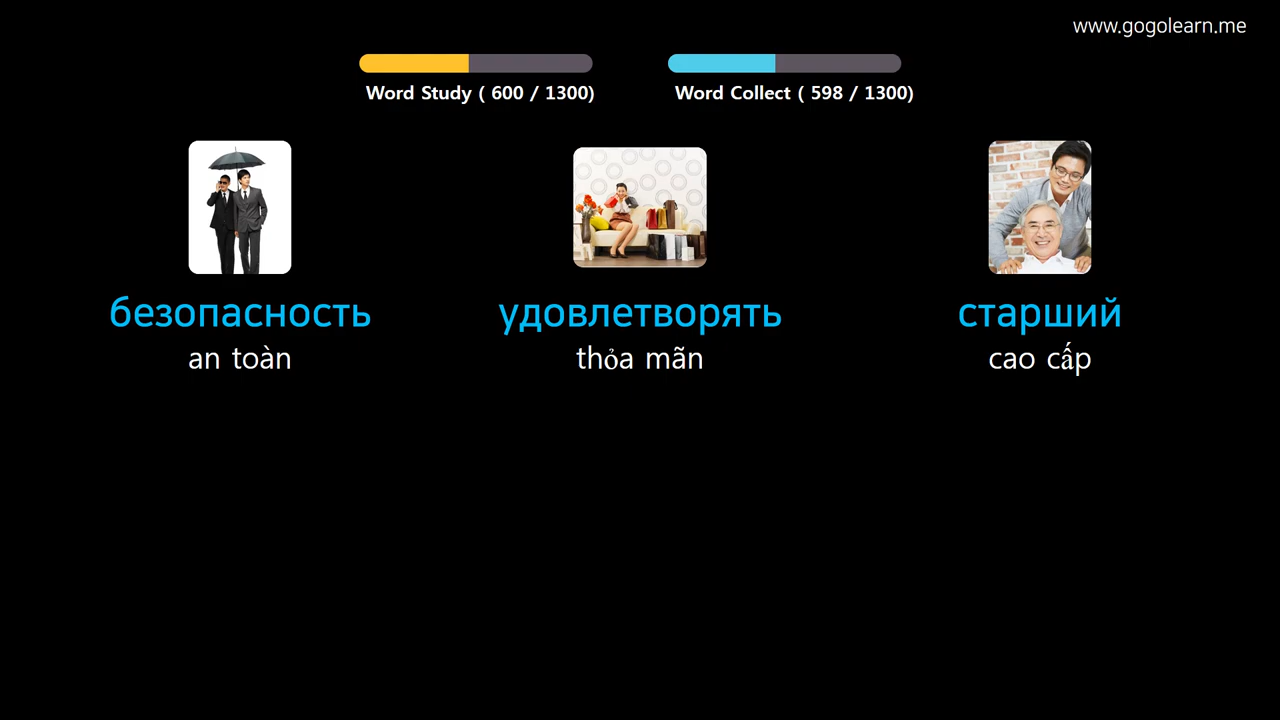 www.gogolearn.me
Word Study ( 600 / 1300)
Word Collect ( 598 / 1300)
безопасность
удовлетворять
старший
an toàn
thỏa mãn
cao cấp